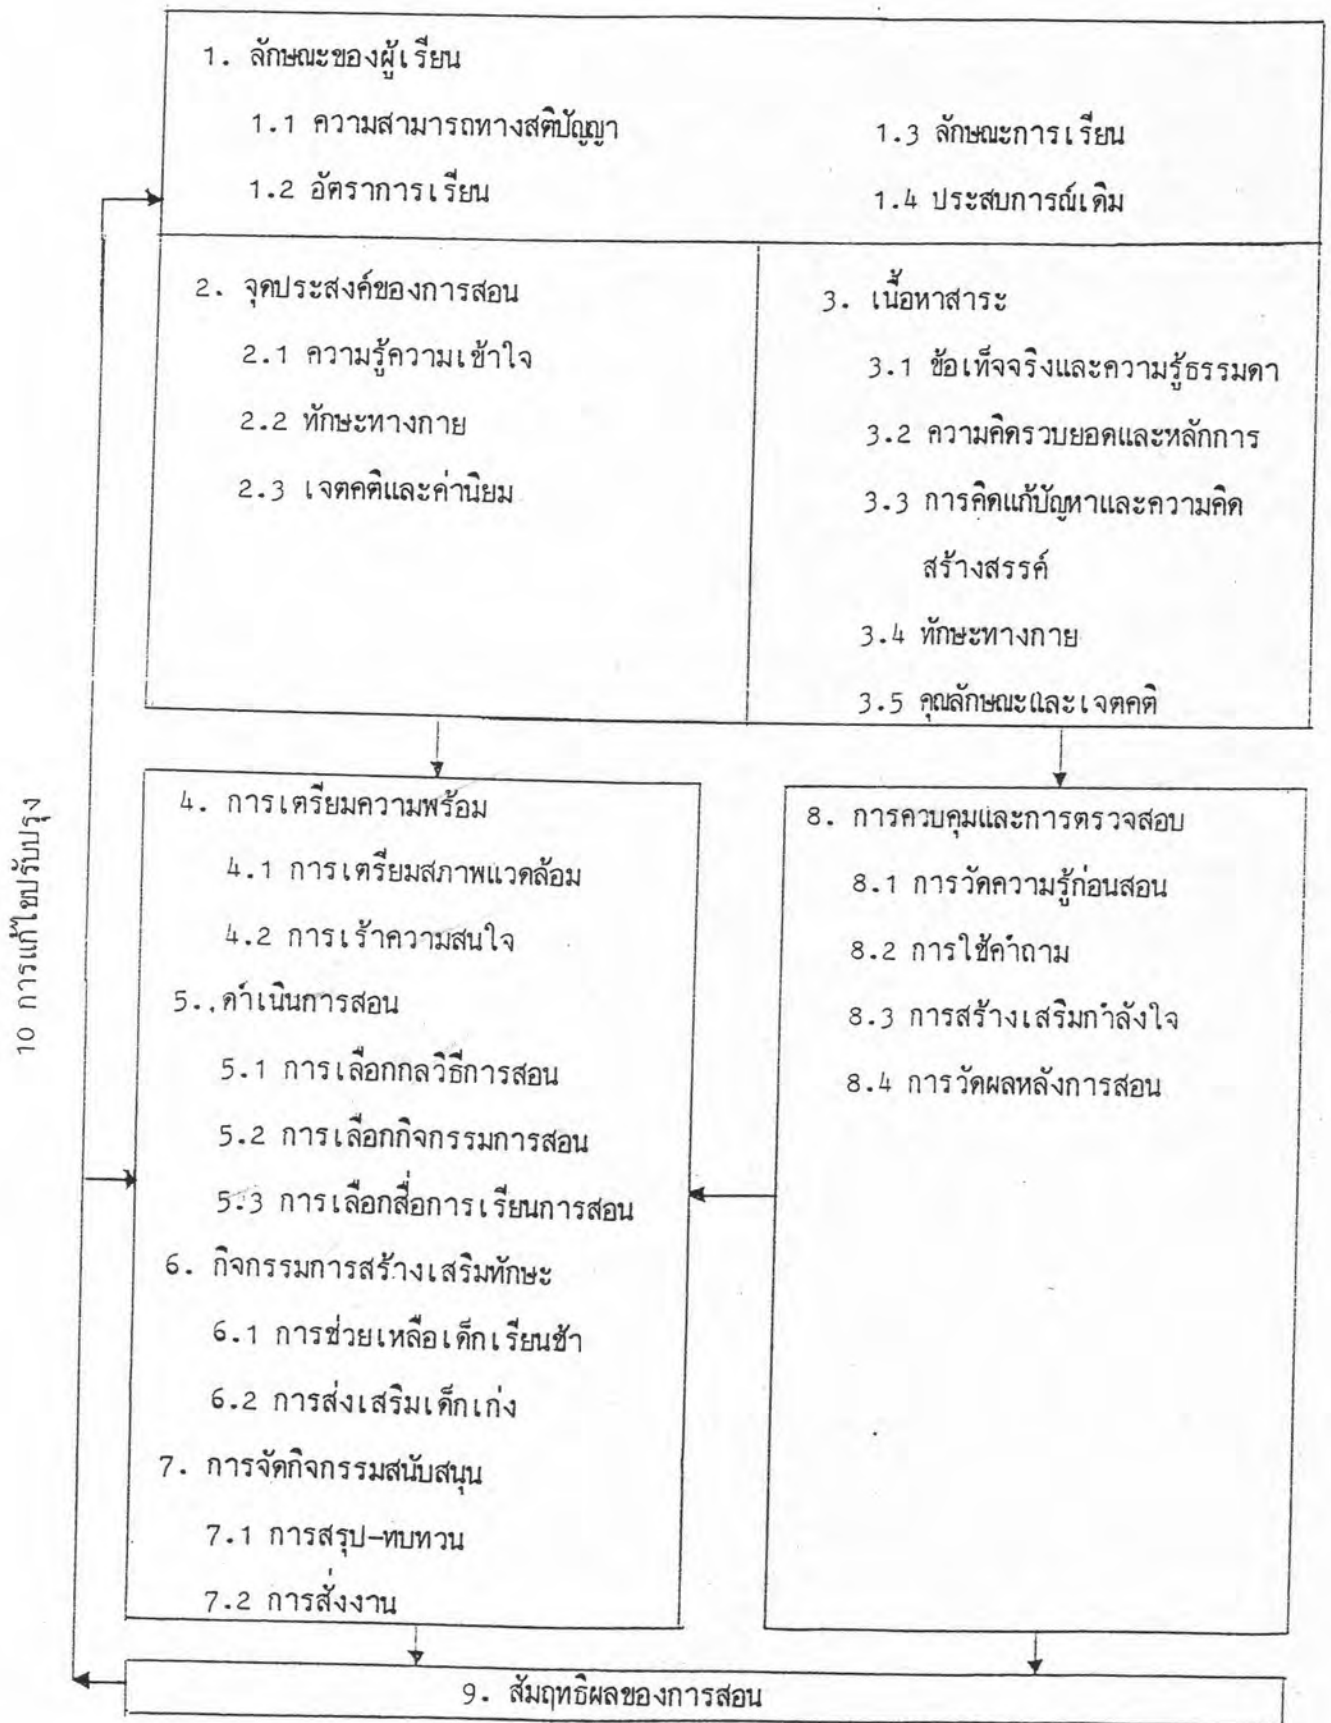 1. ลักษณะของผู้เรียน
1.1 ความสามารถทางสติปัญญา
1.2 อัตราการเรียน
1.3 ลักษณะการเรียน
1.4 ประสบการณ์เดิม
2. จุดประสงค์ของการสอน
2.1 ความรู้ความเข้าใจ
2.2 ทักษะทางกาย
2.3 เจตคติและค่านิยม
3. เนื้อหาสาระ
3.1 ข้อเท็จจริงและความรู้ธรรมดา
3.2 ความคิดรวบยอดและหลักการ
3.3 การคิดแก้ปัญหาและความคิด
สร้างสรรค์
3.4 ทักษะทางกาย
3.5 คุณลักษณะและเจตคติ
4. การเตรียมความพร้อม
4.1 การเตรียมสภาพแวดล้อม
4.2 การเร้าความสนใจ
5. ดำเนินการสอน
5.1 การเลือกกลวิธีการสอน
5.2 การเลือกกิจกรรมการสอน
5.3 การเลือกสื่อการเรียนการสอน
6. กิจกรรมการสร้างเสริมทักษะ
6.1 การช่วยเหลือเด็กเรียนช้า
6.2 การส่งเสริมเด็กเก่ง
7. การจัดกิจกรรมสนับสนุน
7.1 การสรุป-ทบทวน
7.2 การสั่งงาน
8. การควบคุมและการตรวจสอบ
8.1 การวัดความรู้ก่อนสอน
8.2 การใช้คำถาม
8.3 การสร้างเสริมกำลังใจ
8.4 การวัดผลหลังการสอน
9. สัมฤทธิผลของการสอน
10 การแก้ไขปรับปรุง